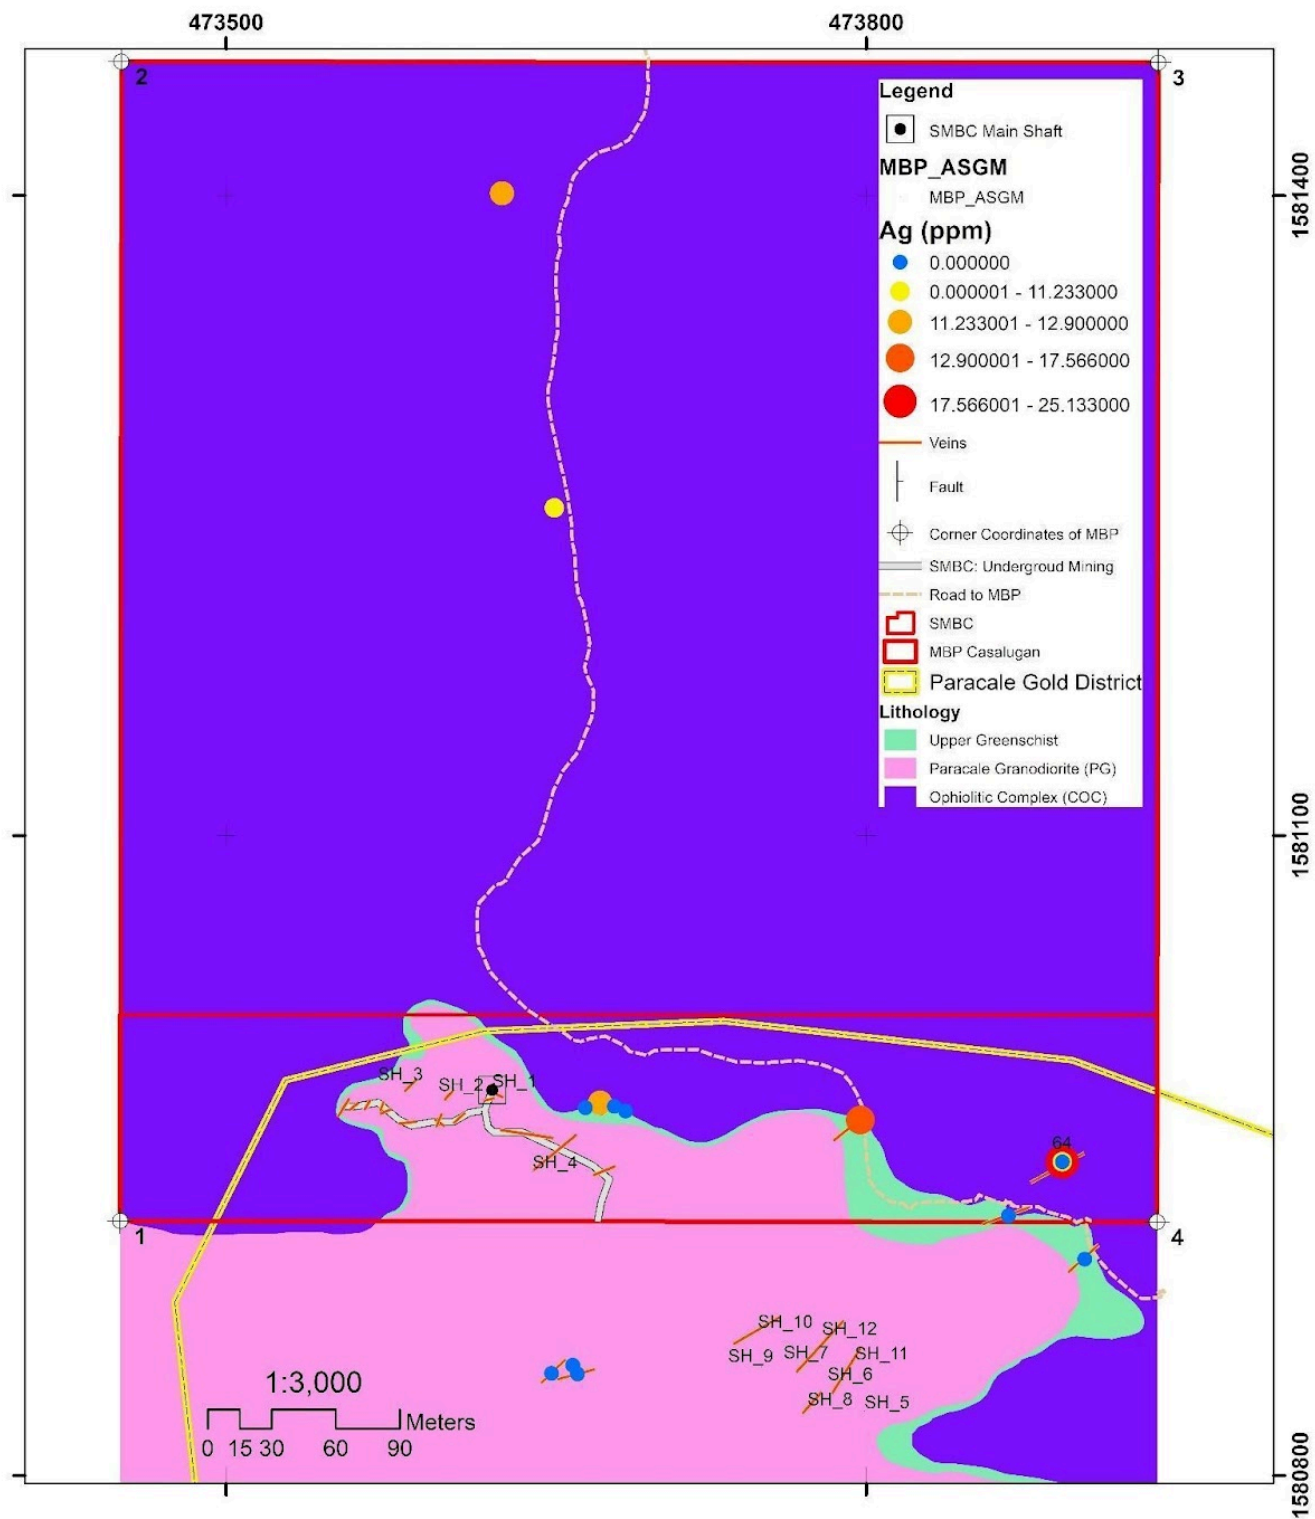 473500 473800
2
3
Legend
SMBC Main Shaft
MBP_ASGM
MBP_ASGM
Ag (ppm)
0.000000
0.000001 - 11.233000
11.233001 - 12.900000
12.900001 - 17.566000
17.566001 - 25.133000
Veins
Fault
Corner Coordinates of MBP
SMBC: Undergroud Mining
Road to MBP
SMBC
MBP Casalugan
Paracale Gold District
Lithology
Upper Greenschist
Paracale Granodiorite (PG)
Ophiolitic Complex (COC)
1581400
1581100
1580800
SH_3
SH_2
SH_1
SH_4
64
1
4
SH_10
SH_12
SH_9
SH_7
SH_11
SH_6
SH_8
SH_5
1:3,000
Meters
0 15 30 60 90